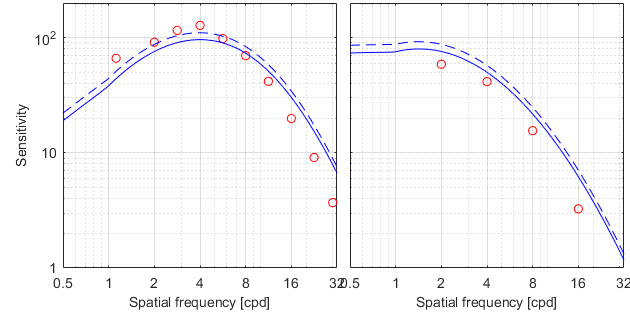 10²
Sensitivity
10
1
0.5 1 2 4 8 16 32
0.5 1 2 4 8 16 32
Spatial frequency [cpd]
Spatial frequency [cpd]